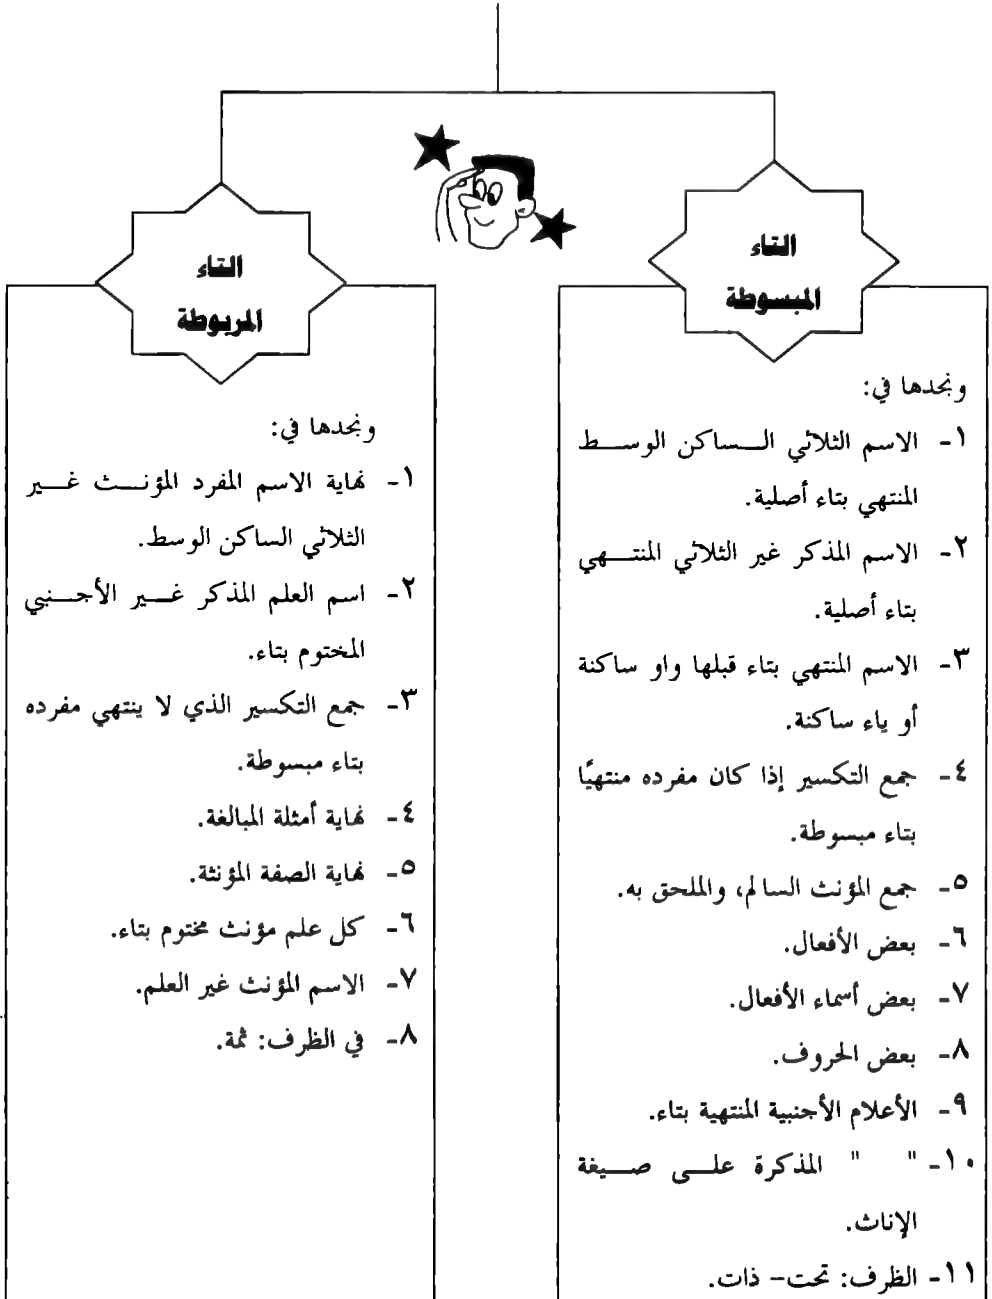 التاء
المبسوطة
ونجدها في:
١- الاسم الثلاثي الساكن الوسط
المنتهي بتاء أصلية.
٢- الاسم المذكر غير الثلاثي المنتهي
بتاء أصلية.
٣- الاسم المنتهي بتاء قبلها واو ساكنة
أو ياء ساكنة.
٤- جمع التكسير إذا كان مفرده منتهيًا
بتاء مبسوطة.
٥- جمع المؤنث السالم، والملحق به.
٦- بعض الأفعال.
٧- بعض أسماء الأفعال.
٨- بعض الحروف.
٩- الأعلام الأجنبية المنتهية بتاء.
١٠- " " المذكرة على صيغة
الإناث.
١١- الظرف: تحت- ذات.
التاء
المربوطة
ونجدها في:
١- نهاية الاسم المفرد المؤنث غير
الثلاثي الساكن الوسط.
٢- اسم العلم المذكر غير الأجنبي
المختوم بتاء.
٣- جمع التكسير الذي لا ينتهي مفرده
بتاء مبسوطة.
٤- نهاية أمثلة المبالغة.
٥- نهاية الصفة المؤنثة.
٦- كل علم مؤنث مختوم بتاء.
٧- الاسم المؤنث غير العلم.
٨- في الظرف: ثمة.